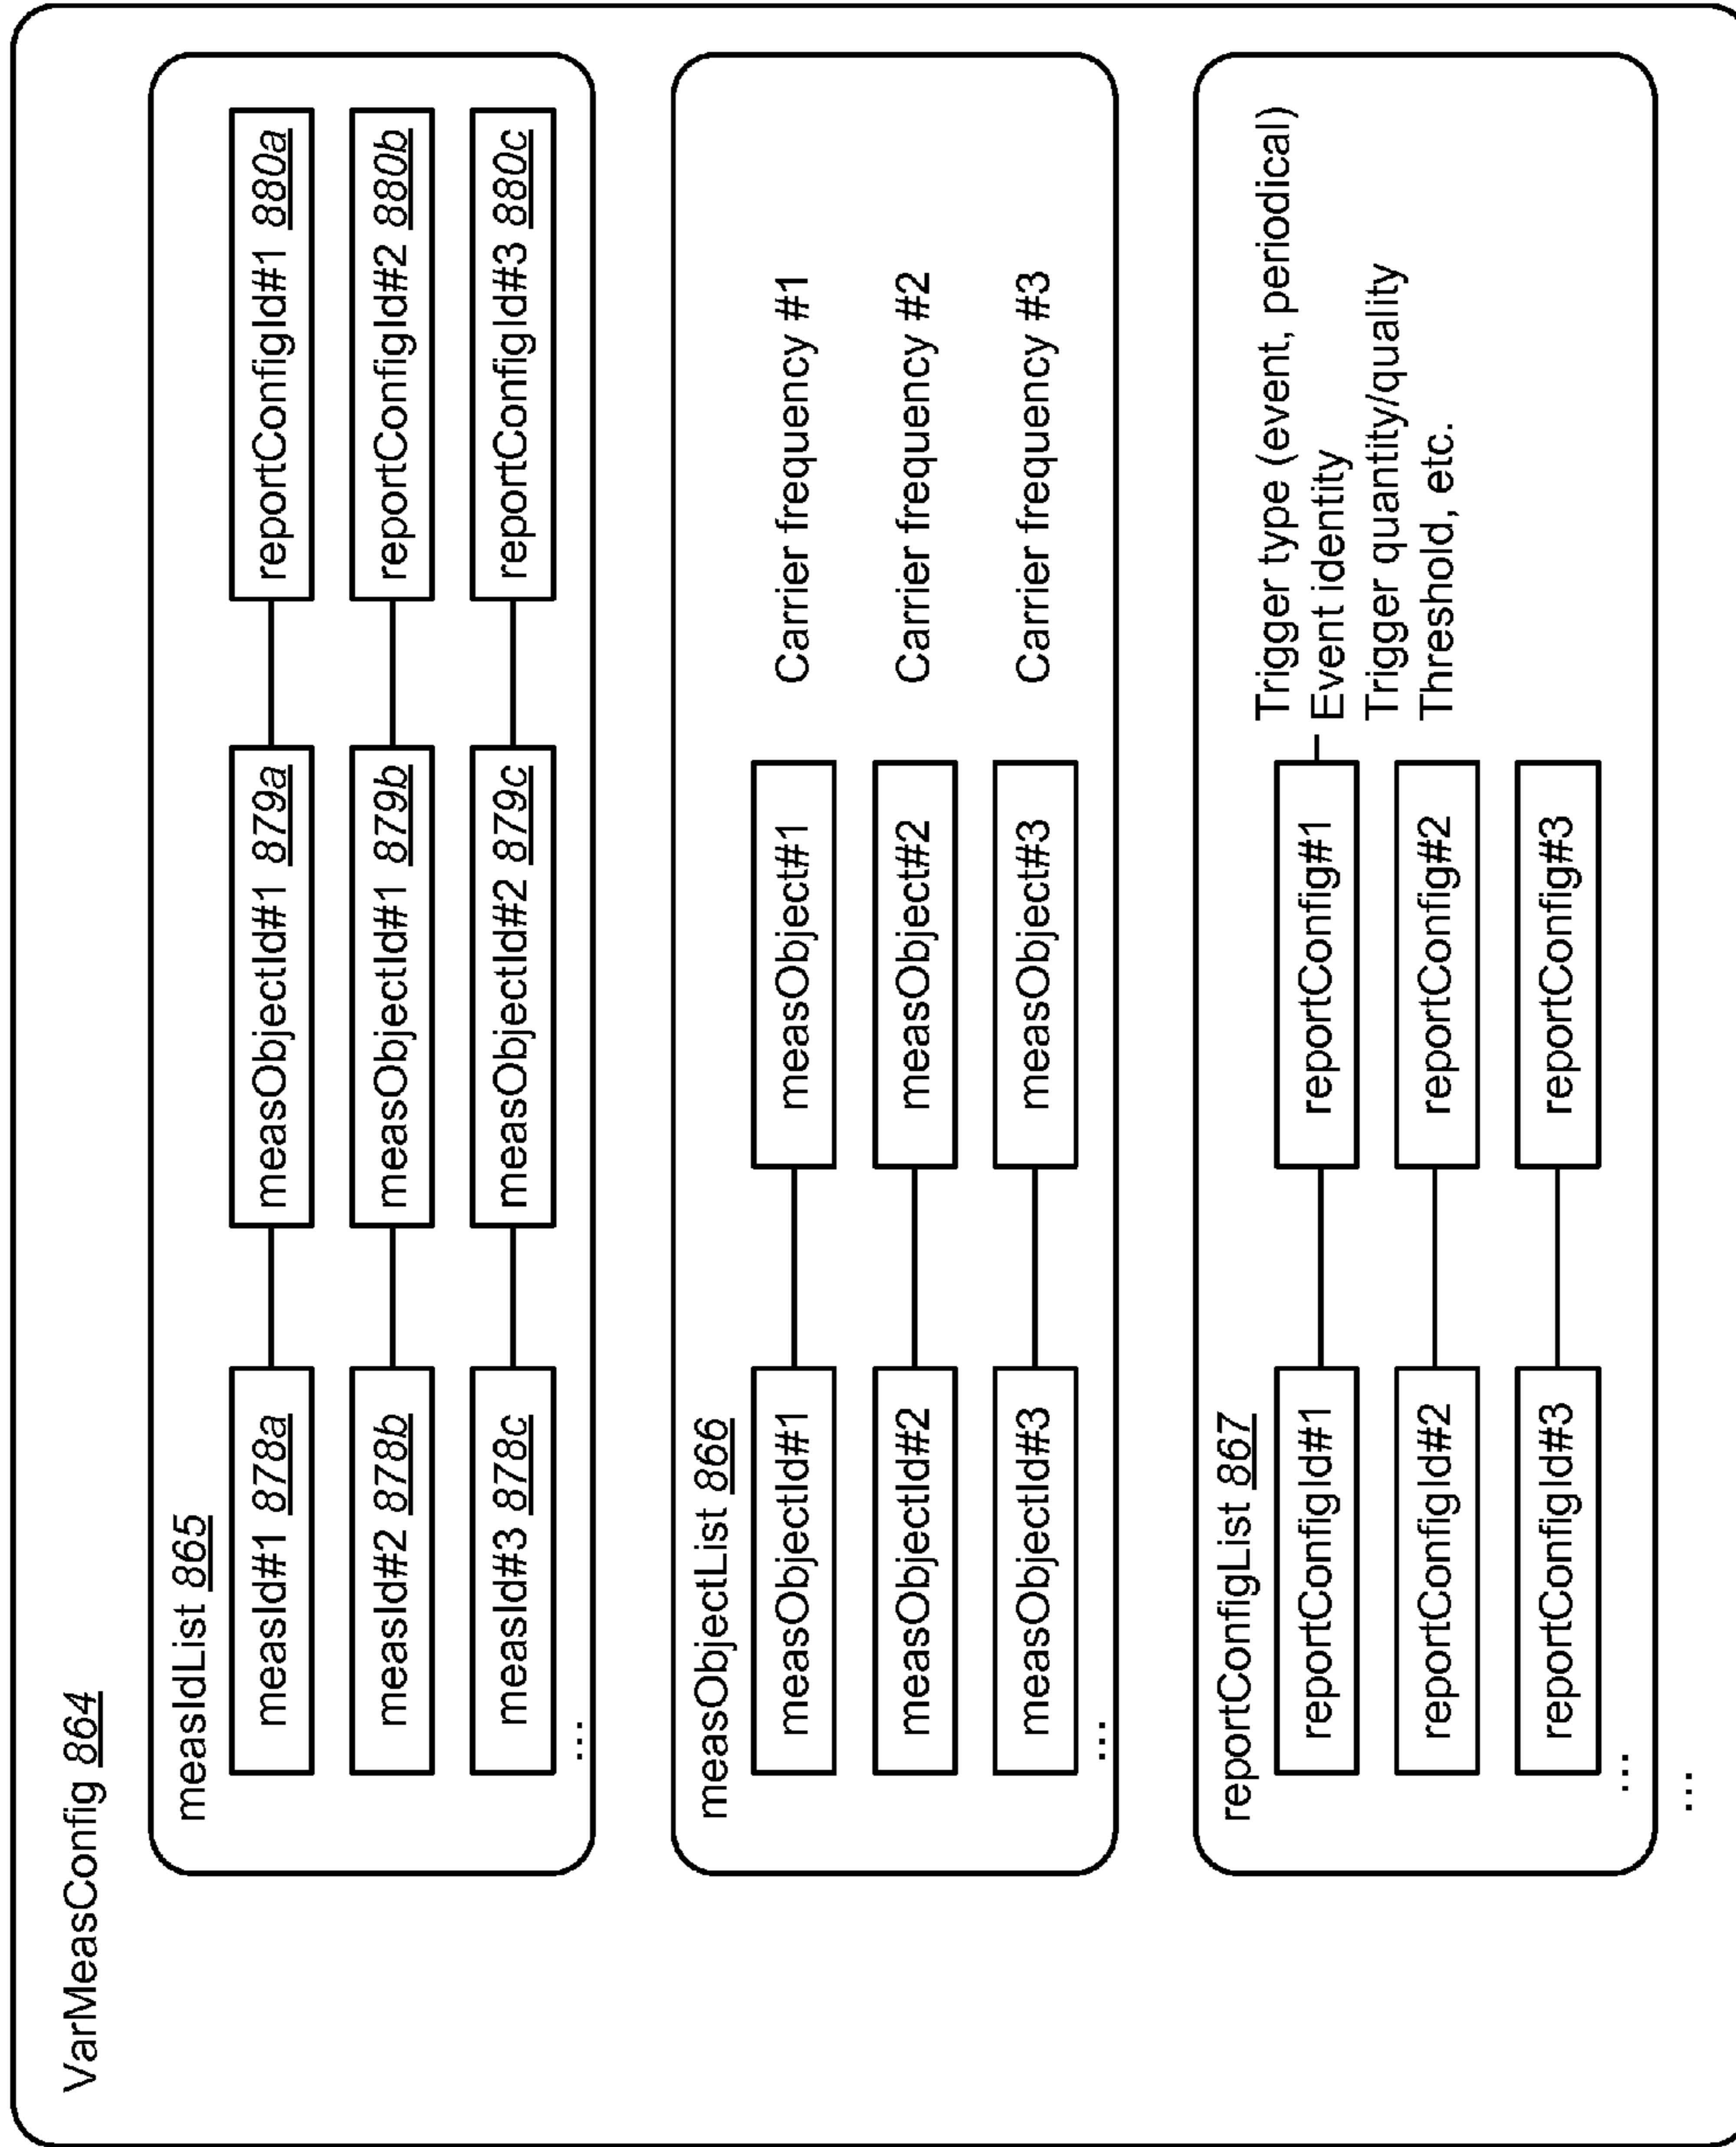 VarMeasConfig 864
measIdList 865
measId#1 878a measObjectId#1 879a reportConfigId#1 880a
measId#2 878b measObjectId#1 879b reportConfigId#2 880b
measId#3 878c measObjectId#2 879c reportConfigId#3 880c
...
measObjectList 866
measObjectId#1 measObject#1 Carrier frequency #1
measObjectId#2 measObject#2 Carrier frequency #2
measObjectId#3 measObject#3 Carrier frequency #3
...
reportConfigList 867
Trigger type (event, periodical)
reportConfigId#1 reportConfig#1 Event identity
Trigger quantity/quality
reportConfigId#2 reportConfig#2 Threshold, etc.
reportConfigId#3 reportConfig#3
...
...